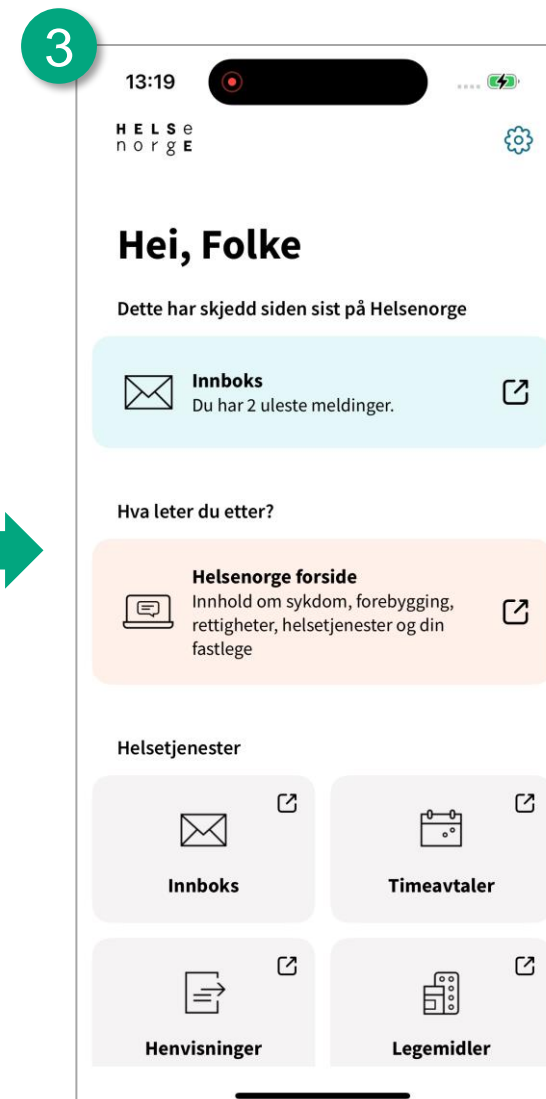 3
13:19
HELSe
norgE
Hei, Folke
Dette har skjedd siden sist på Helsenorge
Innboks
Du har 2 uleste meldinger.
Hva leter du etter?
Helsenorge forside
Innhold om sykdom, forebygging,
rettigheter, helsetjenester og din
fastlege
Helsetjenester
Innboks
Timeavtaler
Henvisninger
Legemidler